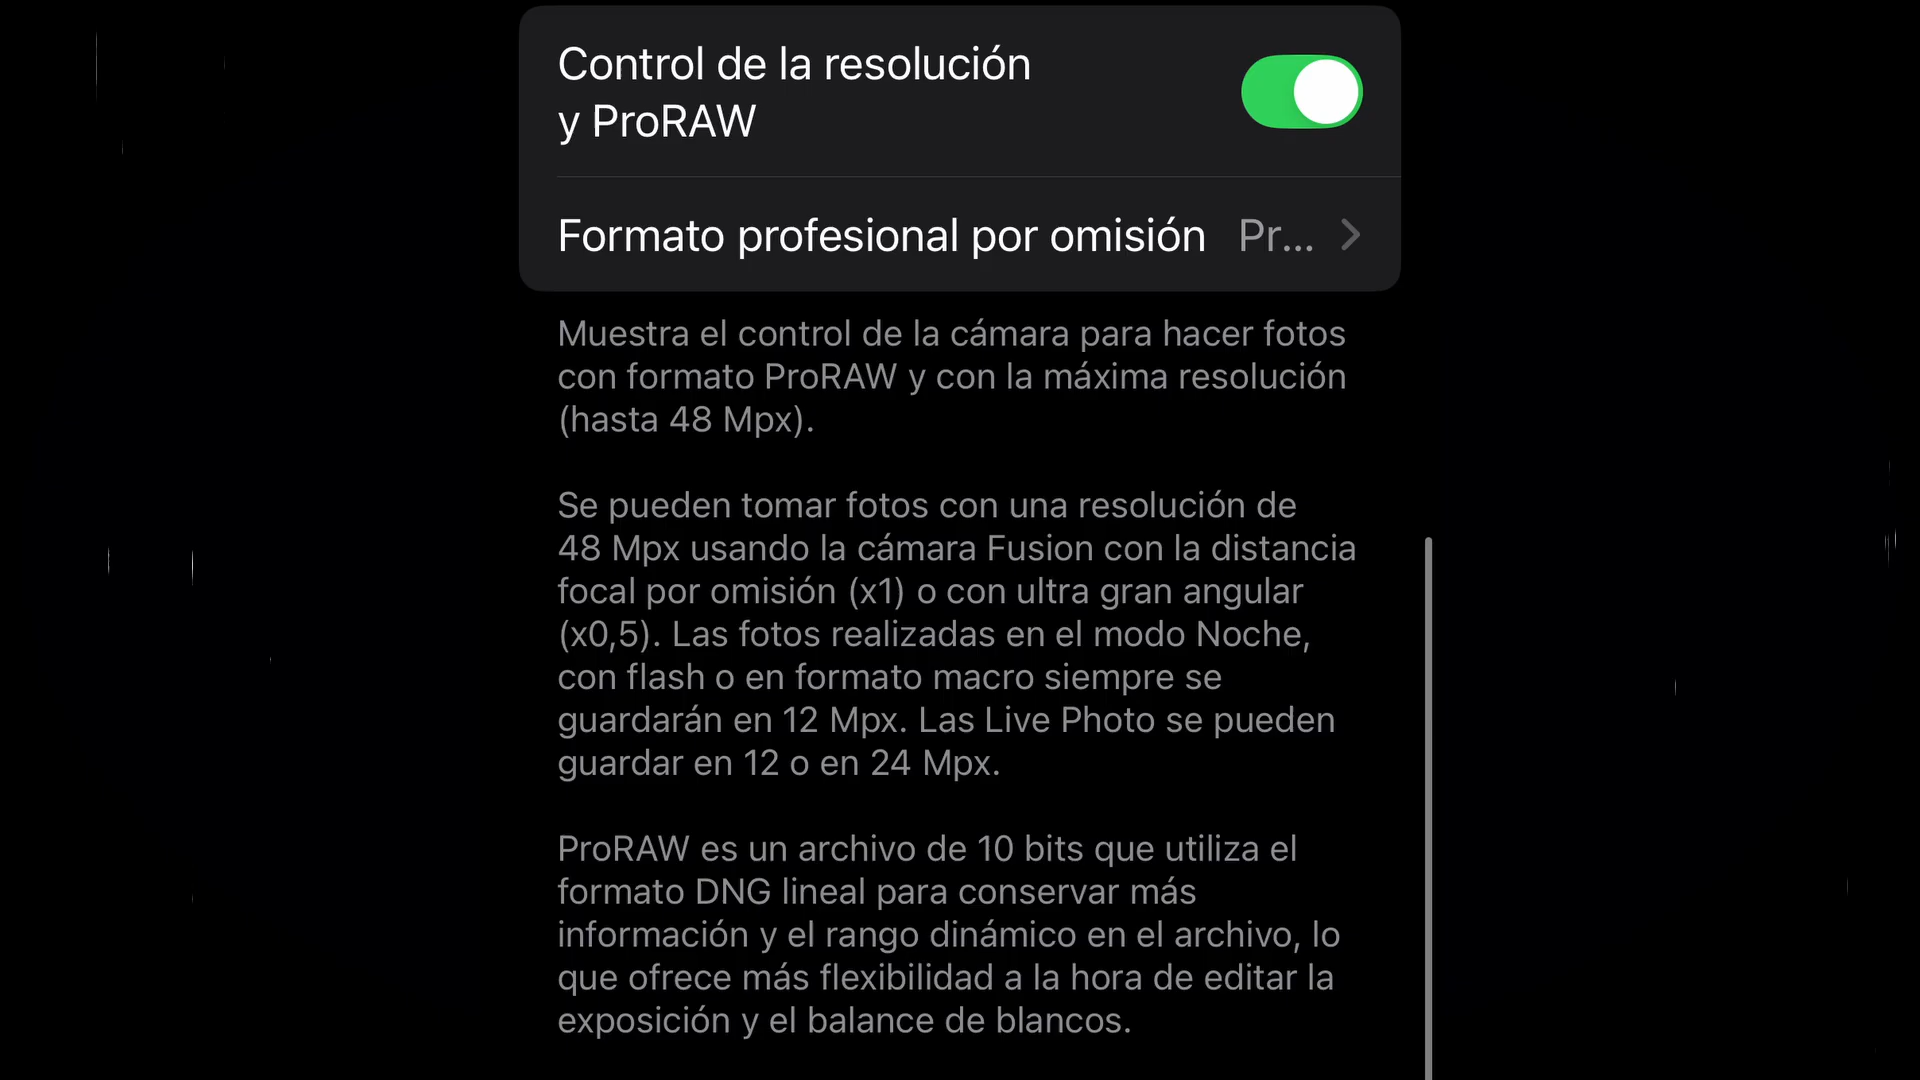 Control de la resolución
y ProRAW
Formato profesional por omisión Pr...
Muestra el control de la cámara para hacer fotos
con formato ProRAW y con la máxima resolución
(hasta 48 Mpx).
Se pueden tomar fotos con una resolución de
48 Mpx usando la cámara Fusion con la distancia
focal por omisión (x1) o con ultra gran angular
(x0,5). Las fotos realizadas en el modo Noche,
con flash o en formato macro siempre se
guardarán en 12 Mpx. Las Live Photo se pueden
guardar en 12 o en 24 Mpx.
ProRAW es un archivo de 10 bits que utiliza el
formato DNG lineal para conservar más
información y el rango dinámico en el archivo, lo
que ofrece más flexibilidad a la hora de editar la
exposición y el balance de blancos.